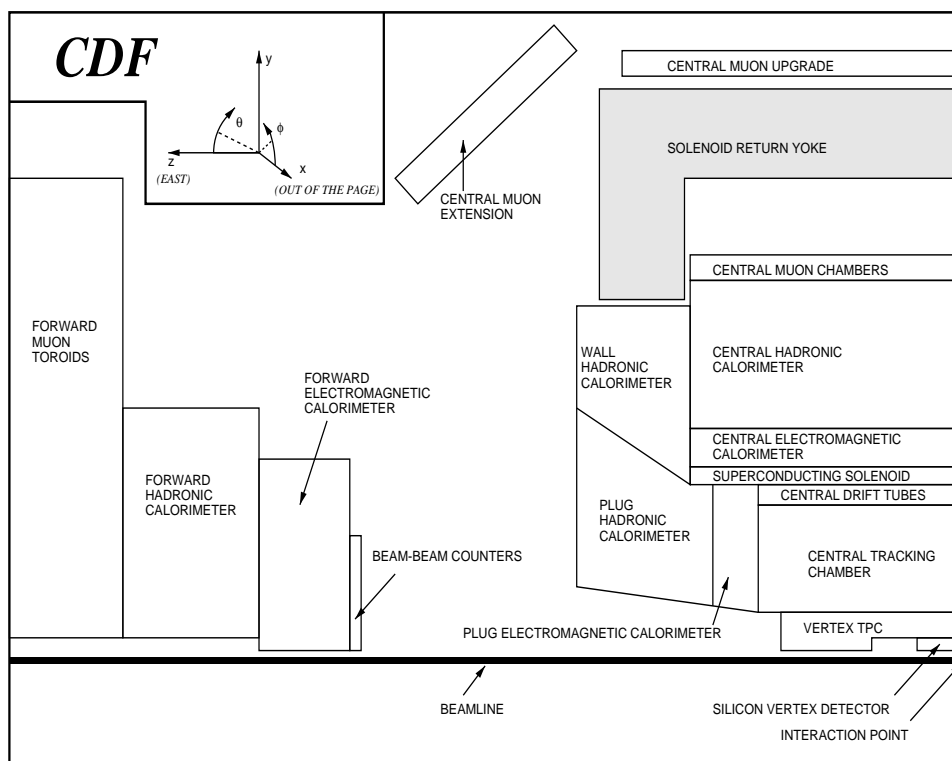 CDF
y
θ
ϕ
z
x
(EAST)
(OUT OF THE PAGE)
CENTRAL MUON
EXTENSION
CENTRAL MUON UPGRADE
SOLENOID RETURN YOKE
CENTRAL MUON CHAMBERS
FORWARD
MUON
TOROIDS
WALL
HADRONIC
CALORIMETER
CENTRAL HADRONIC
CALORIMETER
FORWARD
ELECTROMAGNETIC
CALORIMETER
CENTRAL ELECTROMAGNETIC
CALORIMETER
SUPERCONDUCTING SOLENOID
CENTRAL DRIFT TUBES
FORWARD
HADRONIC
CALORIMETER
PLUG
HADRONIC
CALORIMETER
BEAM-BEAM COUNTERS
CENTRAL TRACKING
CHAMBER
PLUG ELECTROMAGNETIC CALORIMETER
VERTEX TPC
BEAMLINE
SILICON VERTEX DETECTOR
INTERACTION POINT